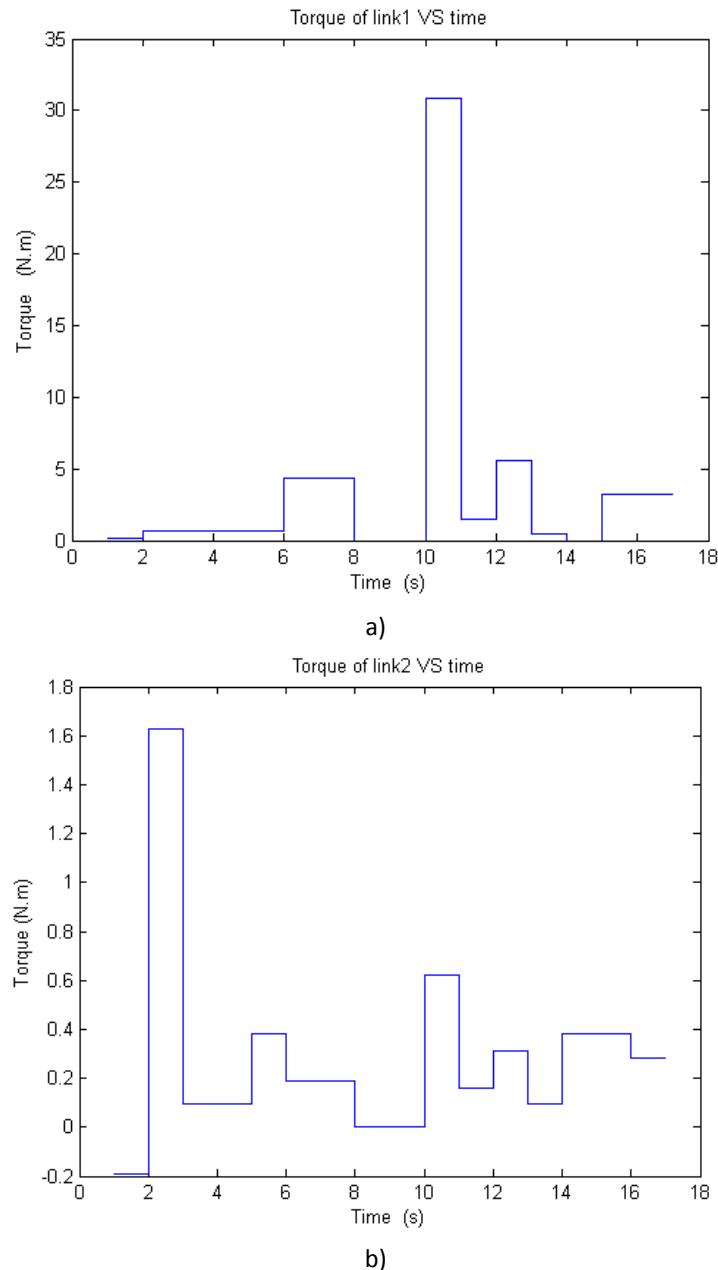 Torque of link1 VS time
35
30
25
20
15
10
5
0
Torque (N.m)
0 2 4 6 8 10 12 14 16 18
Time (s)
a)
Torque of link2 VS time
1.8
1.6
1.4
1.2
1
0.8
0.6
0.4
0.2
0
-0.2
Torque (N.m)
0 2 4 6 8 10 12 14 16 18
Time (s)
b)